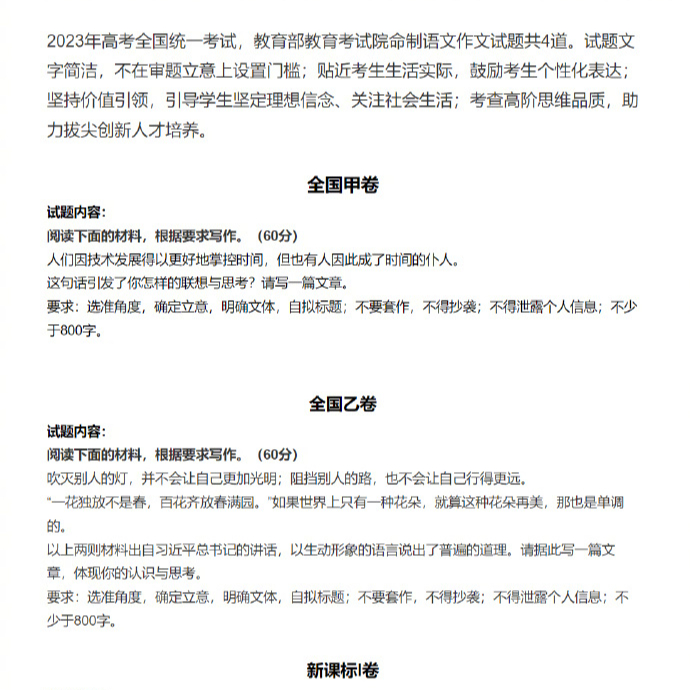 2023年高考全国统一考试，教育部教育考试院命制语文作文试题共4道。试题文
字简洁，不在审题立意上设置门槛；贴近考生生活实际，鼓励考生个性化表达；
坚持价值引领，引导学生坚定理想信念、关注社会生活；考查高阶思维品质，助
力拔尖创新人才培养。
全国甲卷
试题内容：
阅读下面的材料，根据要求写作。（60分）
人们因技术发展得以更好地掌控时间，但也有人因此成了时间的仆人。
这句话引发了你怎样的联想与思考？请写一篇文章。
要求：选准角度，确定立意，明确文体，自拟标题；不要套作，不得抄袭；不得泄露个人信息；不少
于800字。
全国乙卷
试题内容：
阅读下面的材料，根据要求写作。（60分）
吹灭别人的灯，并不会让自己更加光明；阻挡别人的路，也不会让自己行得更远。
“一花独放不是春，百花齐放春满园。”如果世界上只有一种花朵，就算这种花朵再美，那也是单调
的。
以上两则材料出自习近平总书记的讲话，以生动形象的语言说出了普遍的道理。请据此写一篇文
章，体现你的认识与思考。
要求：选准角度，确定立意，明确文体，自拟标题；不要套作，不得抄袭；不得泄露个人信息；不
少于800字。
新课标I卷